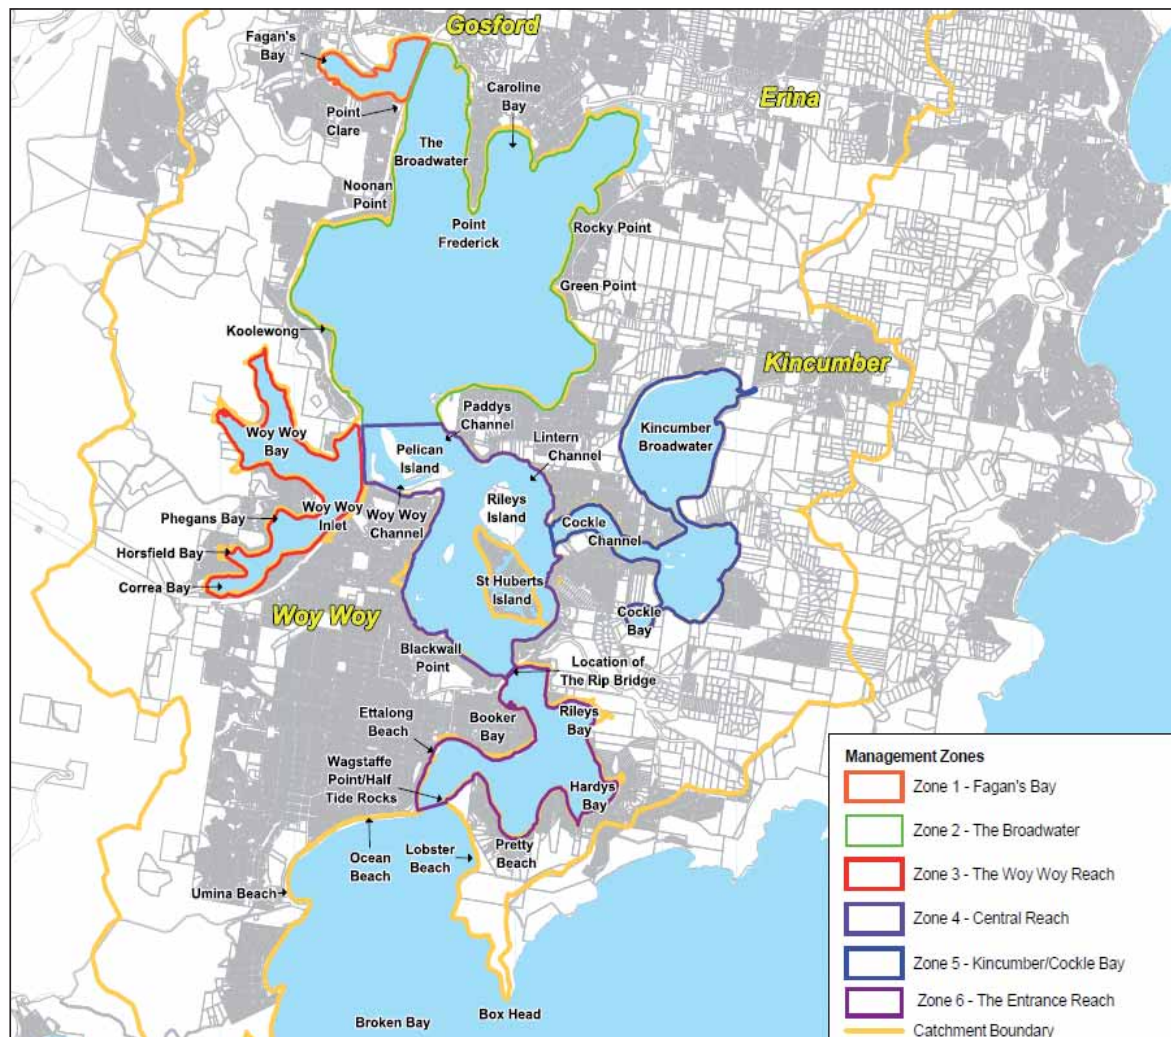 Gosford
Fagan's
Bay
Caroline
Bay
Erina
Point
Clare
The
Broadwater
Noonan
Point
Point
Frederick
Rocky Point
Green Point
Koolewong
Kincumber
Paddys
Channel
Lintern
Channel
Kincumber
Broadwater
Woy Woy
Bay
Pelican
Island
Rileys
Island
Woy Woy
Inlet
Woy Woy
Channel
Phegans Bay
Cockle
Channel
Horsfield Bay
Correa Bay
St Huberts
Island
Woy Woy
Cockle
Bay
Blackwall
Point
Location of
The Rip Bridge
Ettalong
Beach
Booker
Bay
Rileys
Bay
Wagstaffe
Point/Half
Tide Rocks
Hardys
Bay
Pretty
Beach
Ocean
Beach
Lobster
Beach
Umina Beach
Box Head
Broken Bay
Management Zones
Zone 1 - Fagan's Bay
Zone 2 - The Broadwater
Zone 3 - The Woy Woy Reach
Zone 4 - Central Reach
Zone 5 - Kincumber/Cockle Bay
Zone 6 - The Entrance Reach
Catchment Boundary